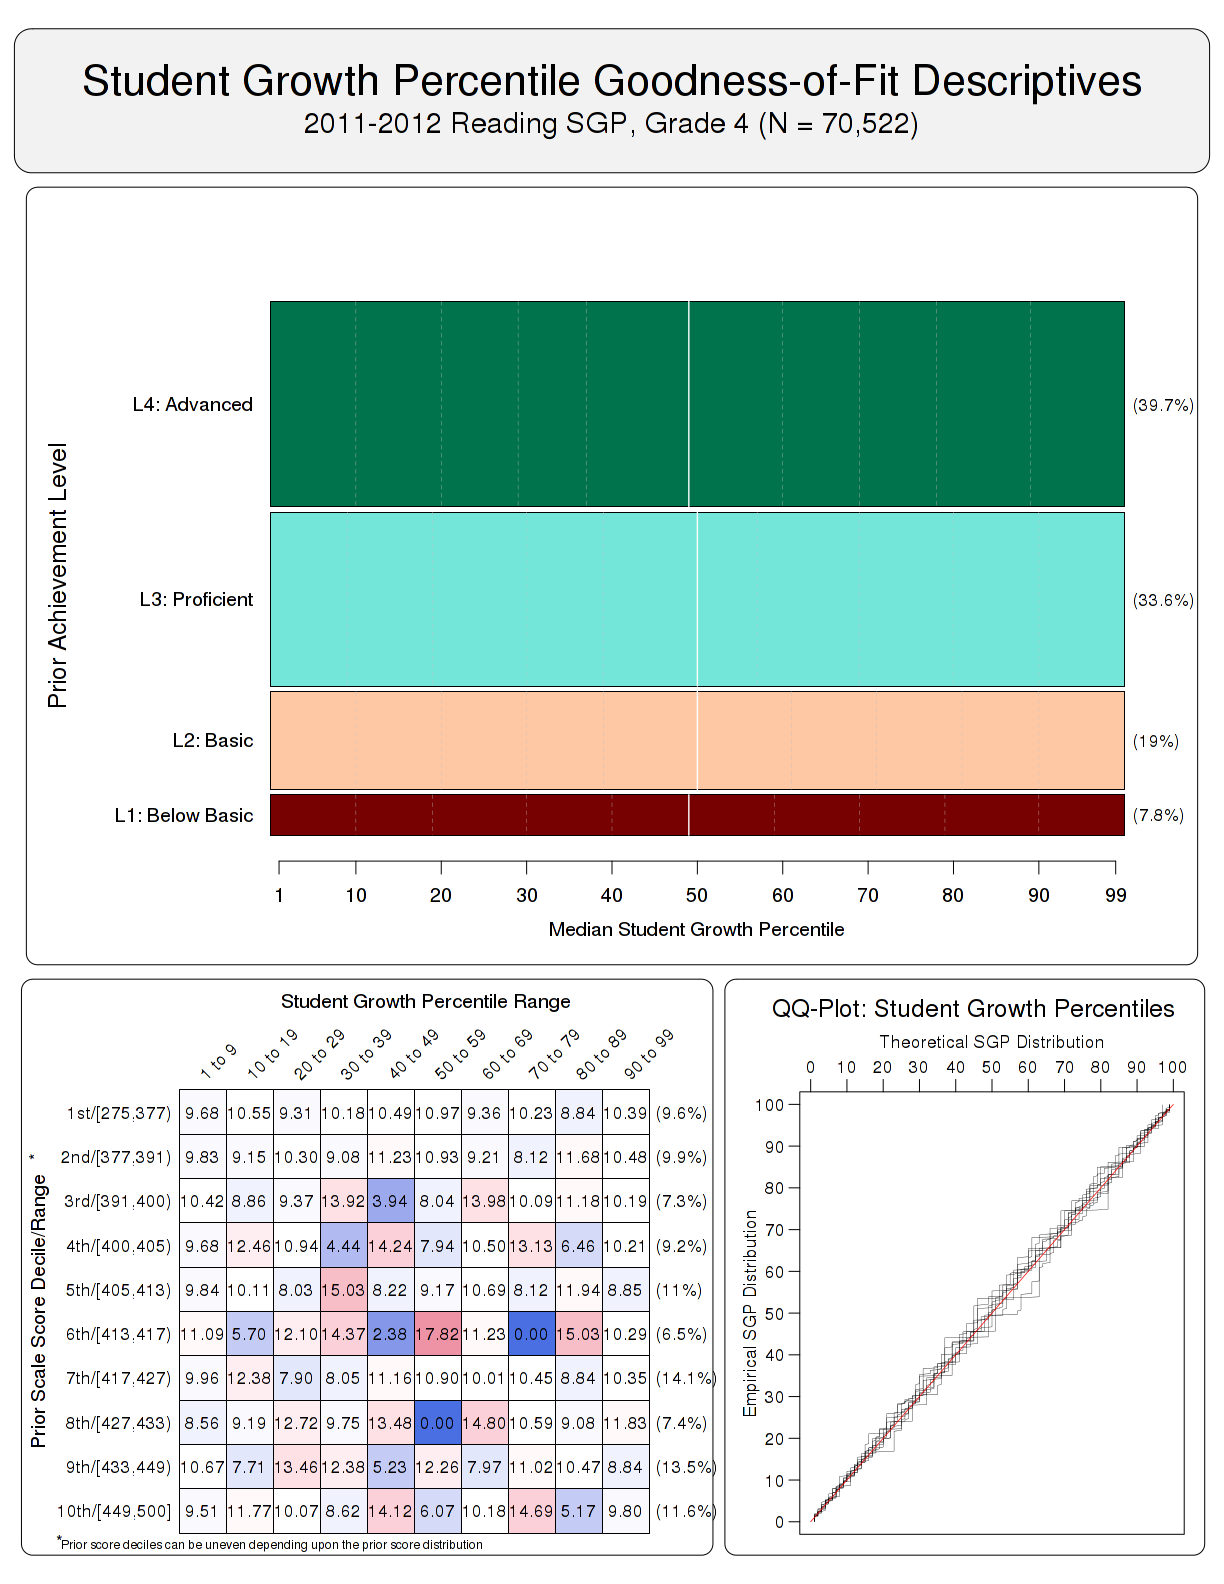 Student Growth Percentile Goodness-of-Fit Descriptives
2011-2012 Reading SGP, Grade 4 (N = 70,522)
Prior Achievement Level
L4: Advanced (39.7%)
L3: Proficient (33.6%)
L2: Basic (19%)
L1: Below Basic (7.8%)
1 10 20 30 40 50 60 70 80 90 99
Median Student Growth Percentile
Student Growth Percentile Range
1 to 9 10 to 19 20 to 29 30 to 39 40 to 49 50 to 59 60 to 69 70 to 79 80 to 89 90 to 99
Prior Scale Score Decile/Range *
1st/[275,377) 9.68 10.55 9.31 10.18 10.49 10.97 9.36 10.23 8.84 10.39 (9.6%)
2nd/[377,391) 9.83 9.15 10.30 9.08 11.23 10.93 9.21 8.12 11.68 10.48 (9.9%)
3rd/[391,400) 10.42 8.86 9.37 13.92 3.94 8.04 13.98 10.09 11.18 10.19 (7.3%)
4th/[400,405) 9.68 12.46 10.94 4.44 14.24 7.94 10.50 13.13 6.46 10.21 (9.2%)
5th/[405,413) 9.84 10.11 8.03 15.03 8.22 9.17 10.69 8.12 11.94 8.85 (11%)
6th/[413,417) 11.09 5.70 12.10 14.37 2.38 17.82 11.23 0.00 15.03 10.29 (6.5%)
7th/[417,427) 9.96 12.38 7.90 8.05 11.16 10.90 10.01 10.45 8.84 10.35 (14.1%)
8th/[427,433) 8.56 9.19 12.72 9.75 13.48 0.00 14.80 10.59 9.08 11.83 (7.4%)
9th/[433,449) 10.67 7.71 13.46 12.38 5.23 12.26 7.97 11.02 10.47 8.84 (13.5%)
10th/[449,500] 9.51 11.77 10.07 8.62 14.12 6.07 10.18 14.69 5.17 9.80 (11.6%)
*Prior score deciles can be uneven depending upon the prior score distribution
QQ-Plot: Student Growth Percentiles
Theoretical SGP Distribution
0 10 20 30 40 50 60 70 80 90 100
Empirical SGP Distribution
100
90
80
70
60
50
40
30
20
10
0